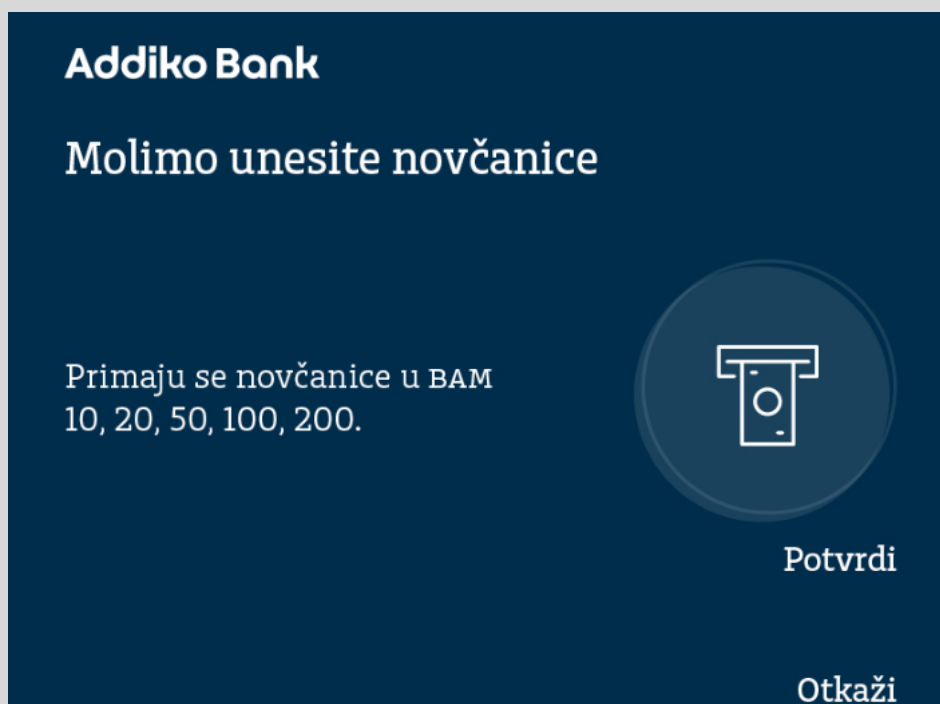 Addiko Bank
Molimo unesite novčanice
Primaju se novčanice u BAM
10, 20, 50, 100, 200.
Potvrdi
Otkaži